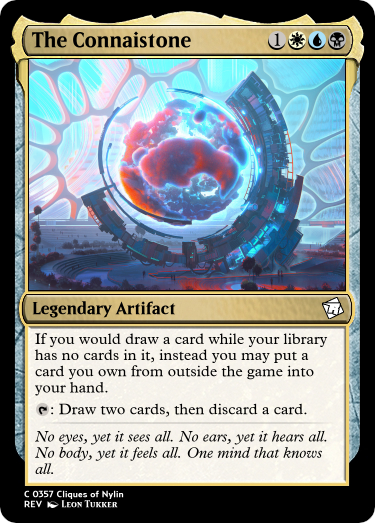 The Connaistone 1
Legendary Artifact
If you would draw a card while your library
has no cards in it, instead you may put a
card you own from outside the game into
your hand.
: Draw two cards, then discard a card.
No eyes, yet it sees all. No ears, yet it hears all.
No body, yet it feels all. One mind that knows
all.
C 0357 Cliques of Nylin
REV Leon Tukker